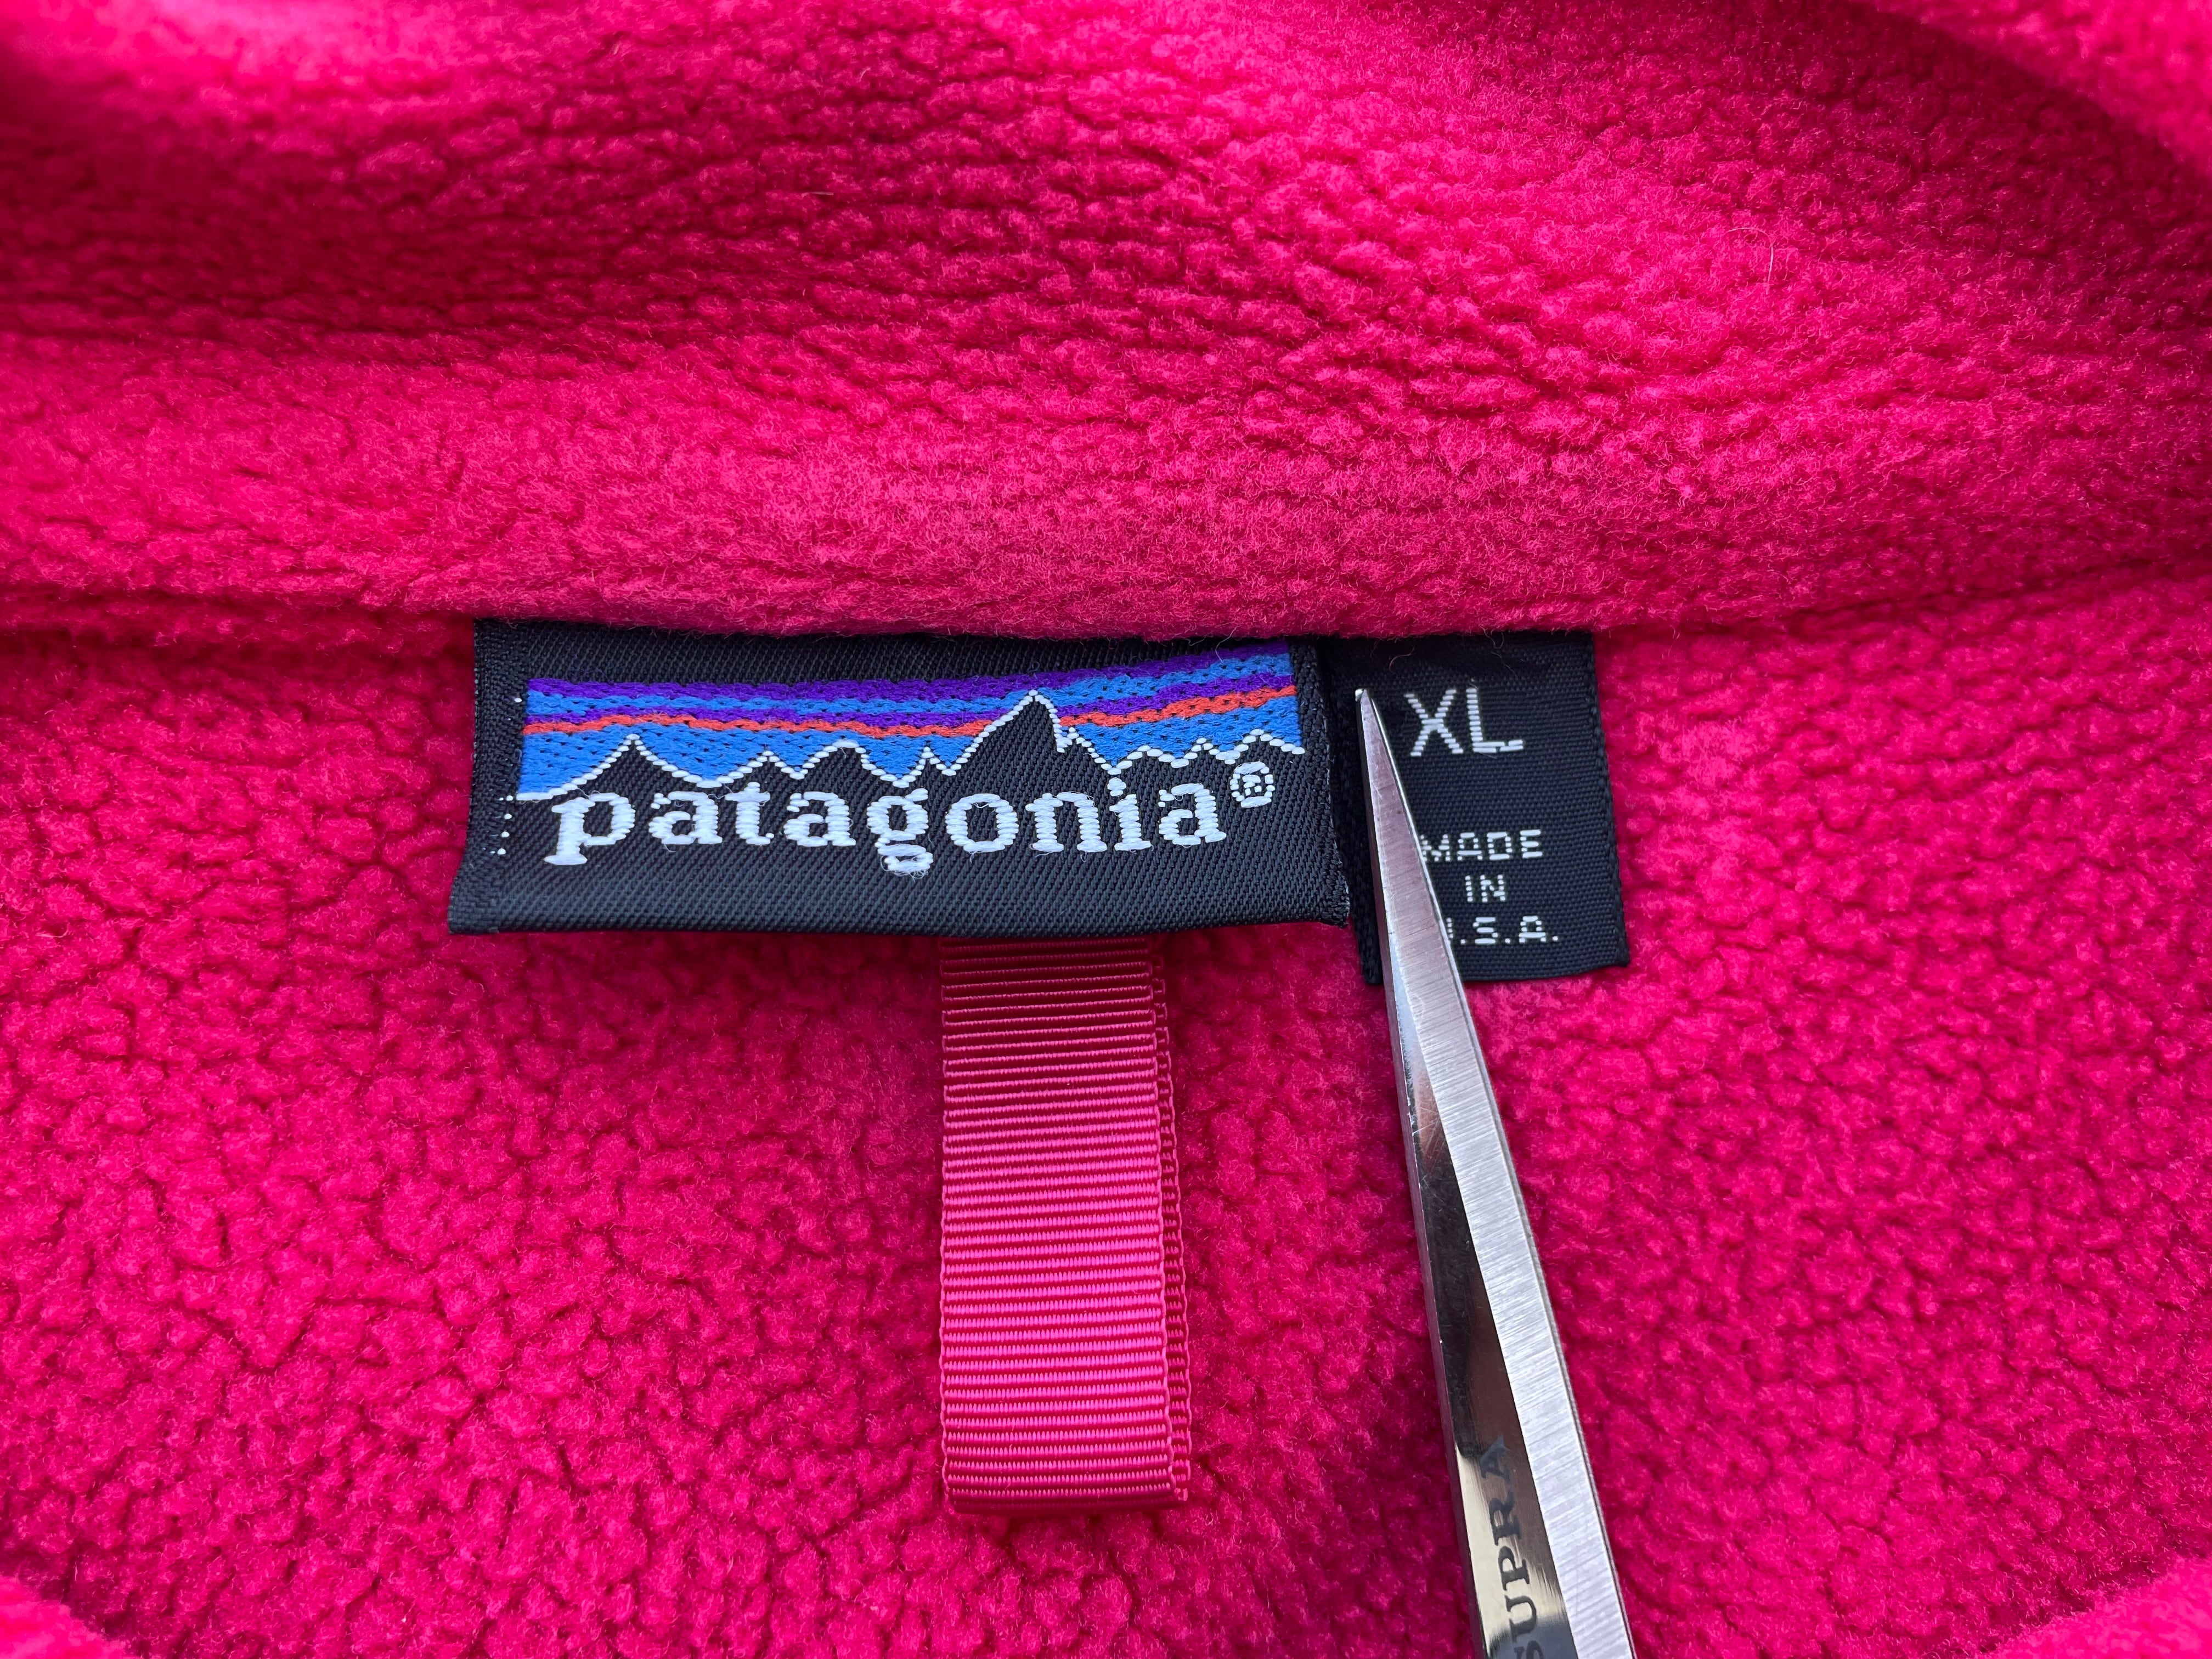 patagonia®
XL
MADE
IN
.S.A.
SUPRA